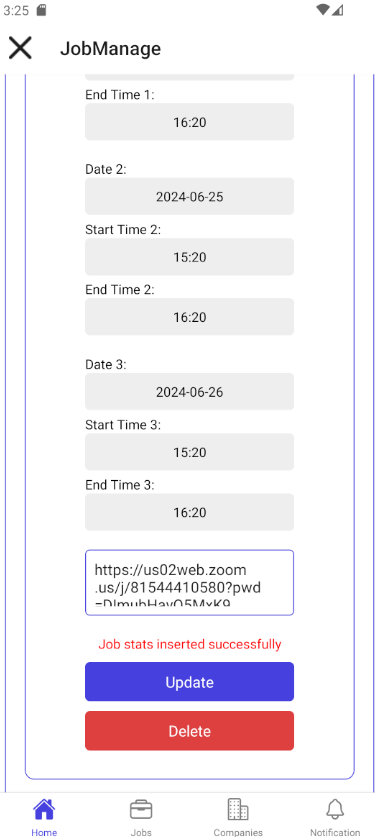 3:25
JobManage
End Time 1:
16:20
Date 2:
2024-06-25
Start Time 2:
15:20
End Time 2:
16:20
Date 3:
2024-06-26
Start Time 3:
15:20
End Time 3:
16:20
https://us02web.zoom
.us/j/81544410580?pwd
Job stats inserted successfully
Update
Delete
Home
Jobs
Companies
Notification